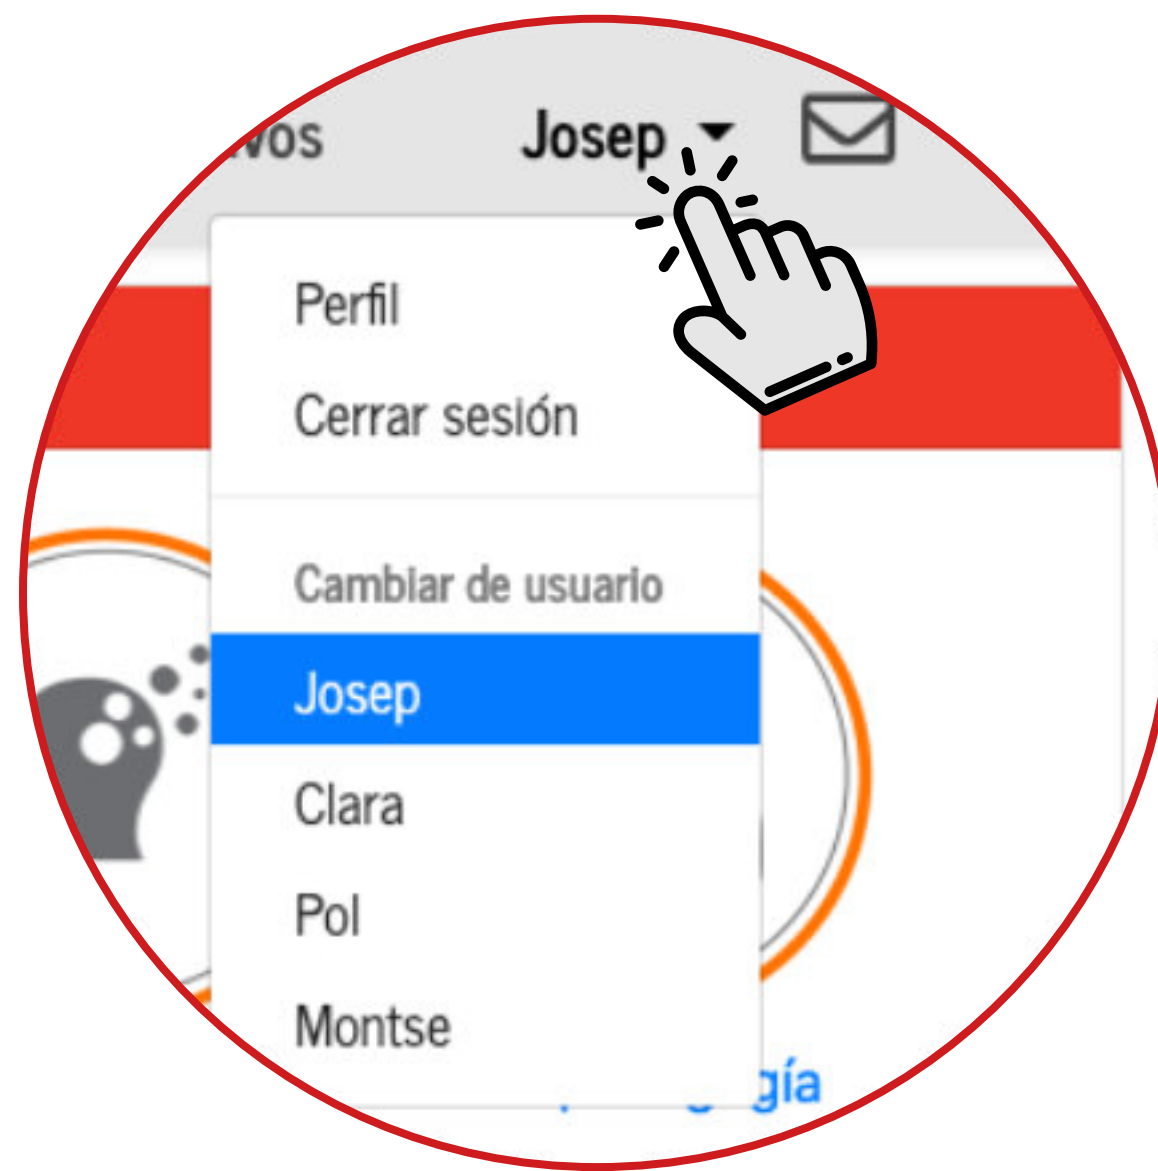 Josep
Perfil
Cerrar sesión
Cambiar de usuario
Josep
Clara
Pol
Montse